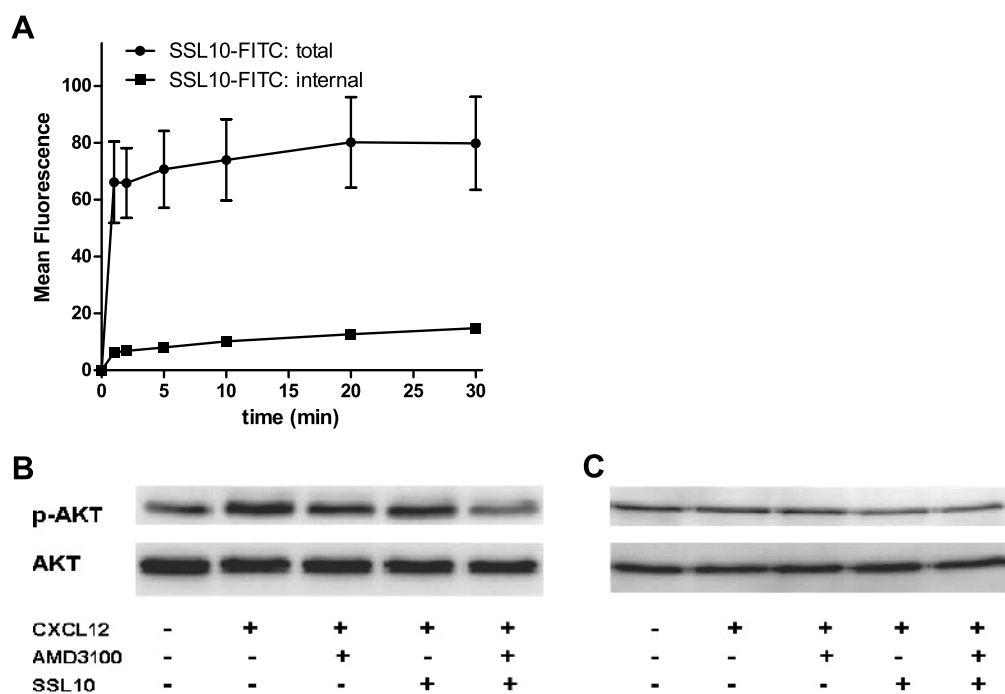 A
SSL10-FITC: total
SSL10-FITC: internal
100
80
60
40
20
0
Mean Fluorescence
0 5 10 15 20 25 30
time (min)
B C
p-AKT
AKT
CXCL12 - + + + + - + + + +
AMD3100 - - + - + - - + - +
SSL10 - - - + + - - - + +